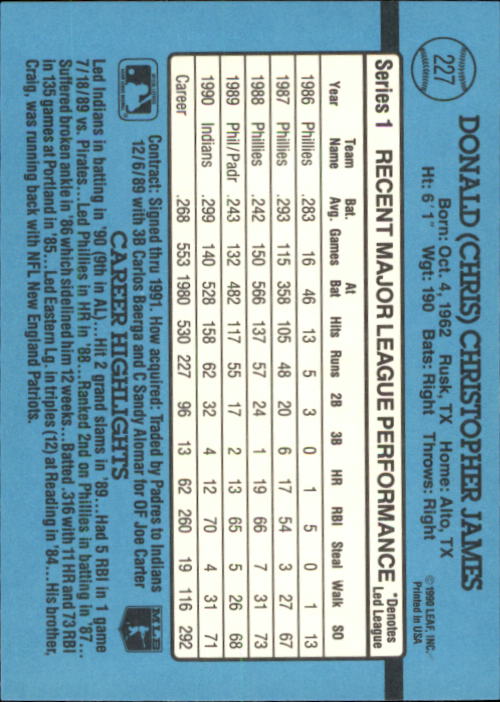 227
DONALD (CHRIS) CHRISTOPHER JAMES
Born: Oct. 4, 1962 Rusk, TX Home: Alto, TX
Ht: 6' 1" Wgt: 190 Bats: Right Throws: Right
© 1990 LEAF, INC.
Printed in USA
Series 1 RECENT MAJOR LEAGUE PERFORMANCE *Denotes Led League
Year Team Name Bat. Avg. Games At Bat Hits Runs 2B 3B HR RBI Steal Walk SO
1986 Phillies .283 16 46 13 5 3 0 1 5 0 1 13
1987 Phillies .293 115 358 105 48 20 6 17 54 3 27 67
1988 Phillies .242 150 566 137 57 24 1 19 66 7 31 73
1989 Phil/Padr .243 132 482 117 55 17 2 13 65 5 26 68
1990 Indians .299 140 528 158 62 32 4 12 70 4 31 71
Career .268 553 1980 530 227 96 13 62 260 19 116 292
Contract: Signed thru 1991. How acquired: Traded by Padres to Indians
12/6/89 with 3B Carlos Baerga and C Sandy Alomar for OF Joe Carter
MLB
CAREER HIGHLIGHTS
Led Indians in batting in '90 (9th in AL)...Hit 2 grand slams in '89...Had 5 RBI in 1 game
7/18/89 vs. Pirates...Led Phillies in HR in '88...Ranked 2nd on Phillies in batting in '87...
Suffered broken ankle in '86 which sidelined him 12 weeks...Batted .316 with 11 HR and 73 RBI
in 135 games at Portland in '85...Led Eastern Lg. in triples (12) at Reading in '84...His brother,
Craig, was running back with NFL New England Patriots.